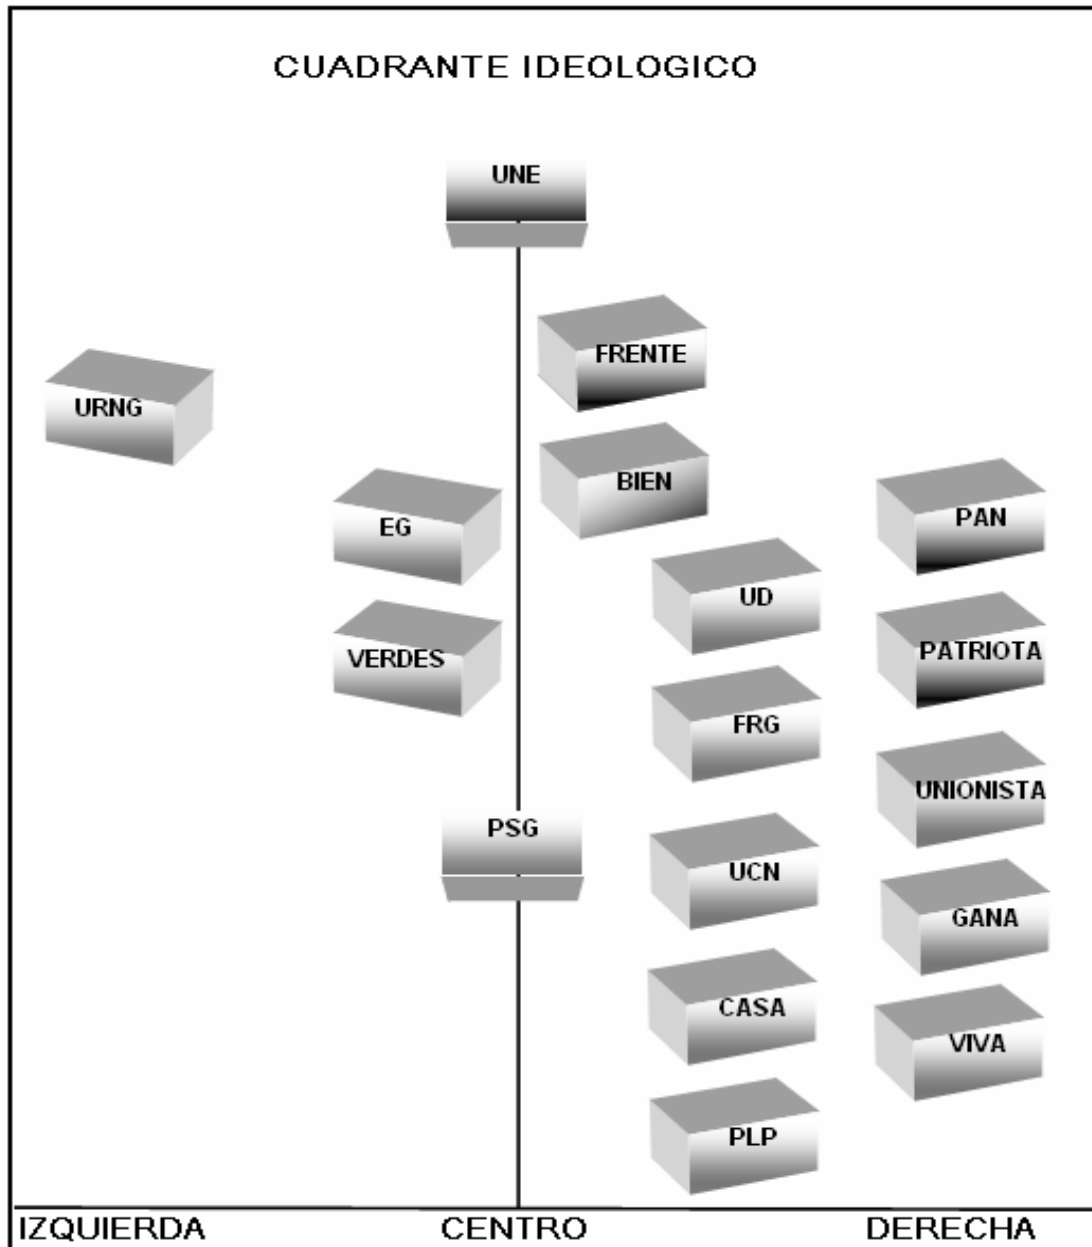 CUADRANTE IDEOLOGICO
UNE
FRENTE
URNG
BIEN
PAN
EG
UD
PATRIOTA
VERDES
FRG
UNIONISTA
PSG
UCN
GANA
CASA
VIVA
PLP
IZQUIERDA CENTRO DERECHA